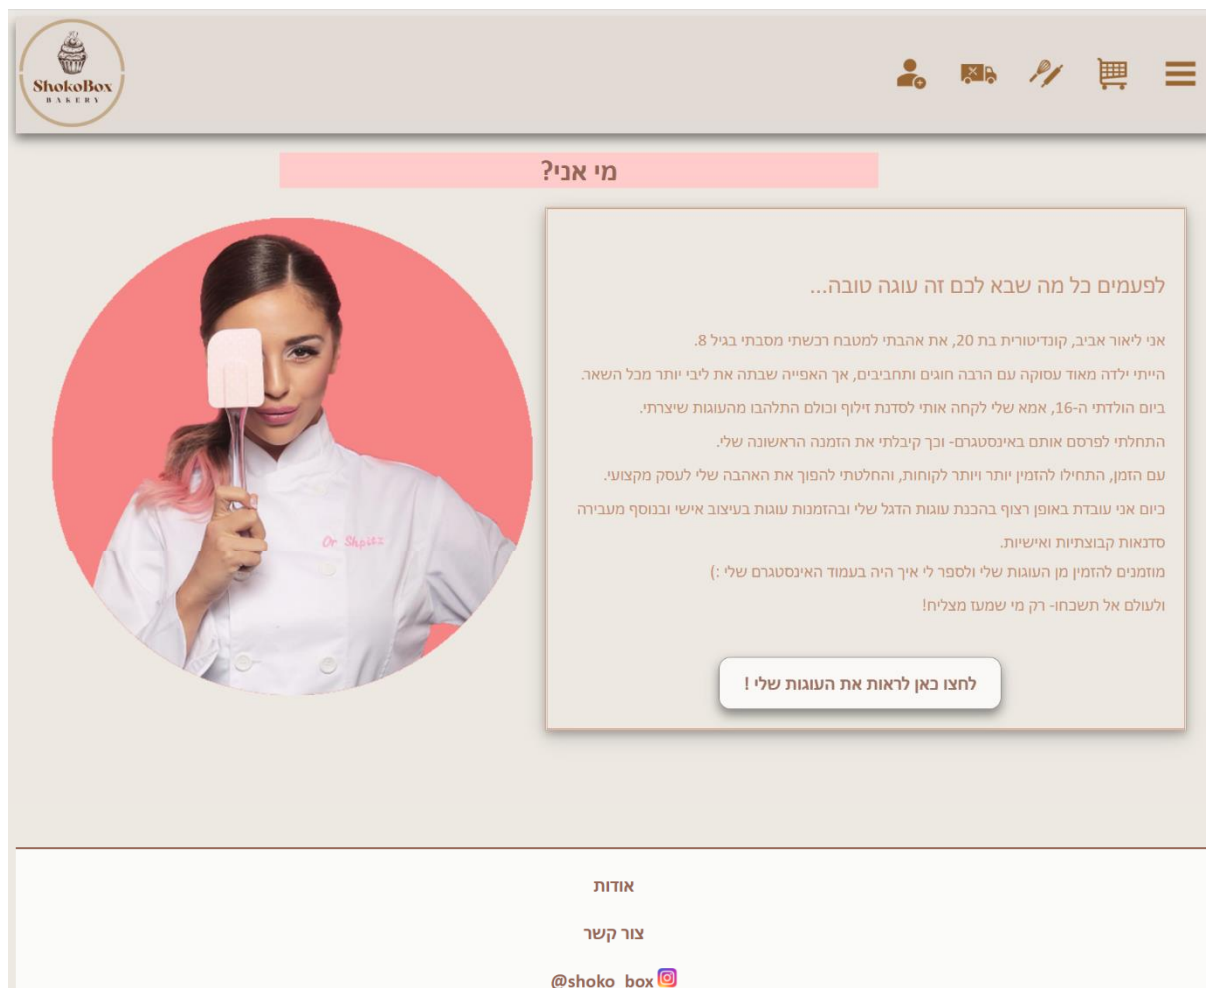 ShokoBox
BAKERY
מי אני?
לפעמים כל מה שבא לכם זה עוגה טובה...
אני ליאור אביב, קונדיטורית בת 20, את אהבתי למטבח רכשתי מסבתי בגיל 8.
הייתי ילדה מאוד עסוקה עם הרבה חוגים ותחביבים, אך האפייה שבתה את ליבי יותר מכל השאר.
ביום הולדתי ה-16, אמא שלי לקחה אותי לסדנת זילוף וכולם התלהבו מהעוגות שיצרתי.
התחלתי לפרסם אותם באינסטגרם- וכך קיבלתי את הזמנה הראשונה שלי.
עם הזמן, התחילו להזמין יותר ויותר לקוחות, והחלטתי להפוך את האהבה שלי לעסק מקצועי.
כיום אני עובדת באופן רצוף בהכנת עוגות הדגל שלי ובהזמנות עוגות בעיצוב אישי ובנוסף מעבירה
סדנאות קבוצתיות ואישיות.
מוזמנים להזמין מן העוגות שלי ולספר לי איך היה בעמוד האינסטגרם שלי :)
ולעולם אל תשכחו- רק מי שמעז מצליח!
לחצו כאן לראות את העוגות שלי !
Or Shpitz
אודות
צור קשר
@shoko_box